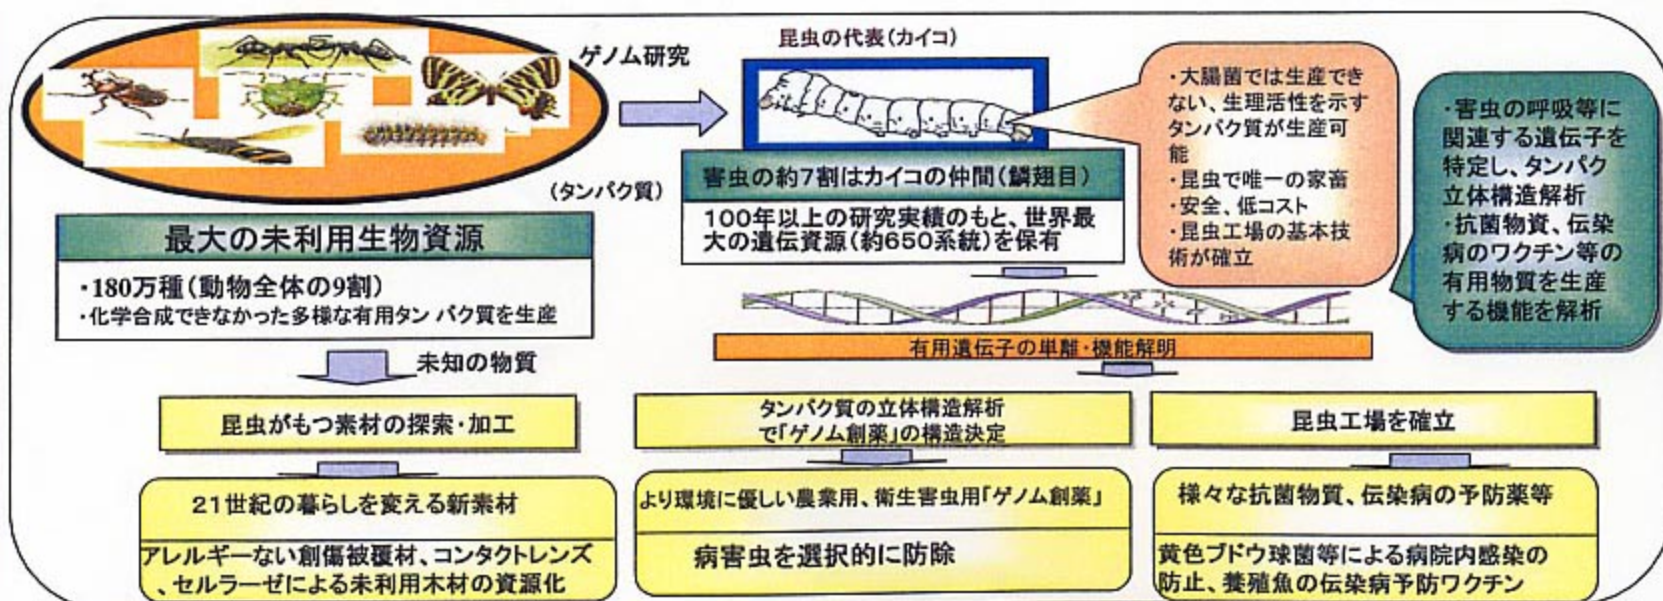 ゲノム研究
(タンパク質)
最大の未利用生物資源
・180万種(動物全体の9割)
・化学合成できなかった多様な有用タン パク質を生産
未知の物質
昆虫がもつ素材の探索・加工
21世紀の暮らしを変える新素材
アレルギーない創傷被覆材、コンタクトレンズ
、セルラーゼによる未利用木材の資源化
昆虫の代表(カイコ)
害虫の約7割はカイコの仲間(鱗翅目)
100年以上の研究実績のもと、世界最
大の遺伝資源(約650系統)を保有
・大腸菌では生産でき
ない、生理活性を示す
タンパク質が生産可
能
・昆虫で唯一の家畜
・安全、低コスト
・昆虫工場の基本技
術が確立
・害虫の呼吸等に
関連する遺伝子を
特定し、タンパク
立体構造解析
・抗菌物資、伝染
病のワクチン等の
有用物質を生産
する機能を解析
有用遺伝子の単離・機能解明
タンパク質の立体構造解析
で「ゲノム創薬」の構造決定
より環境に優しい農業用、衛生害虫用「ゲノム創薬」
病害虫を選択的に防除
昆虫工場を確立
様々な抗菌物質、伝染病の予防薬等
黄色ブドウ球菌等による病院内感染の
防止、養殖魚の伝染病予防ワクチン